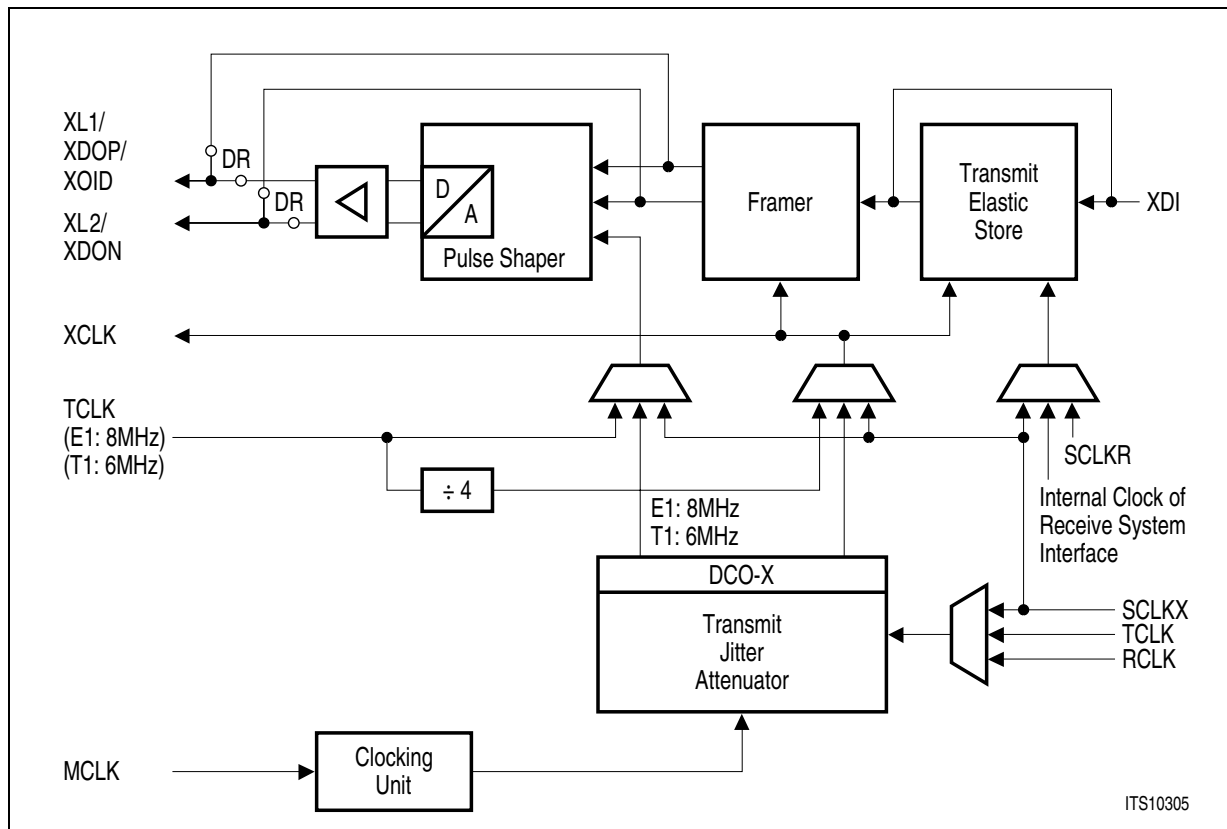 XL1/
XDOP/
XOID
DR
XL2/
XDON
DR
D
A
Pulse Shaper
Framer
Transmit
Elastic
Store
XDI
XCLK
TCLK
(E1: 8MHz)
(T1: 6MHz)
÷ 4
E1: 8MHz
T1: 6MHz
SCLKR
Internal Clock of
Receive System
Interface
DCO-X
Transmit
Jitter
Attenuator
SCLKX
TCLK
RCLK
MCLK
Clocking
Unit
ITS10305